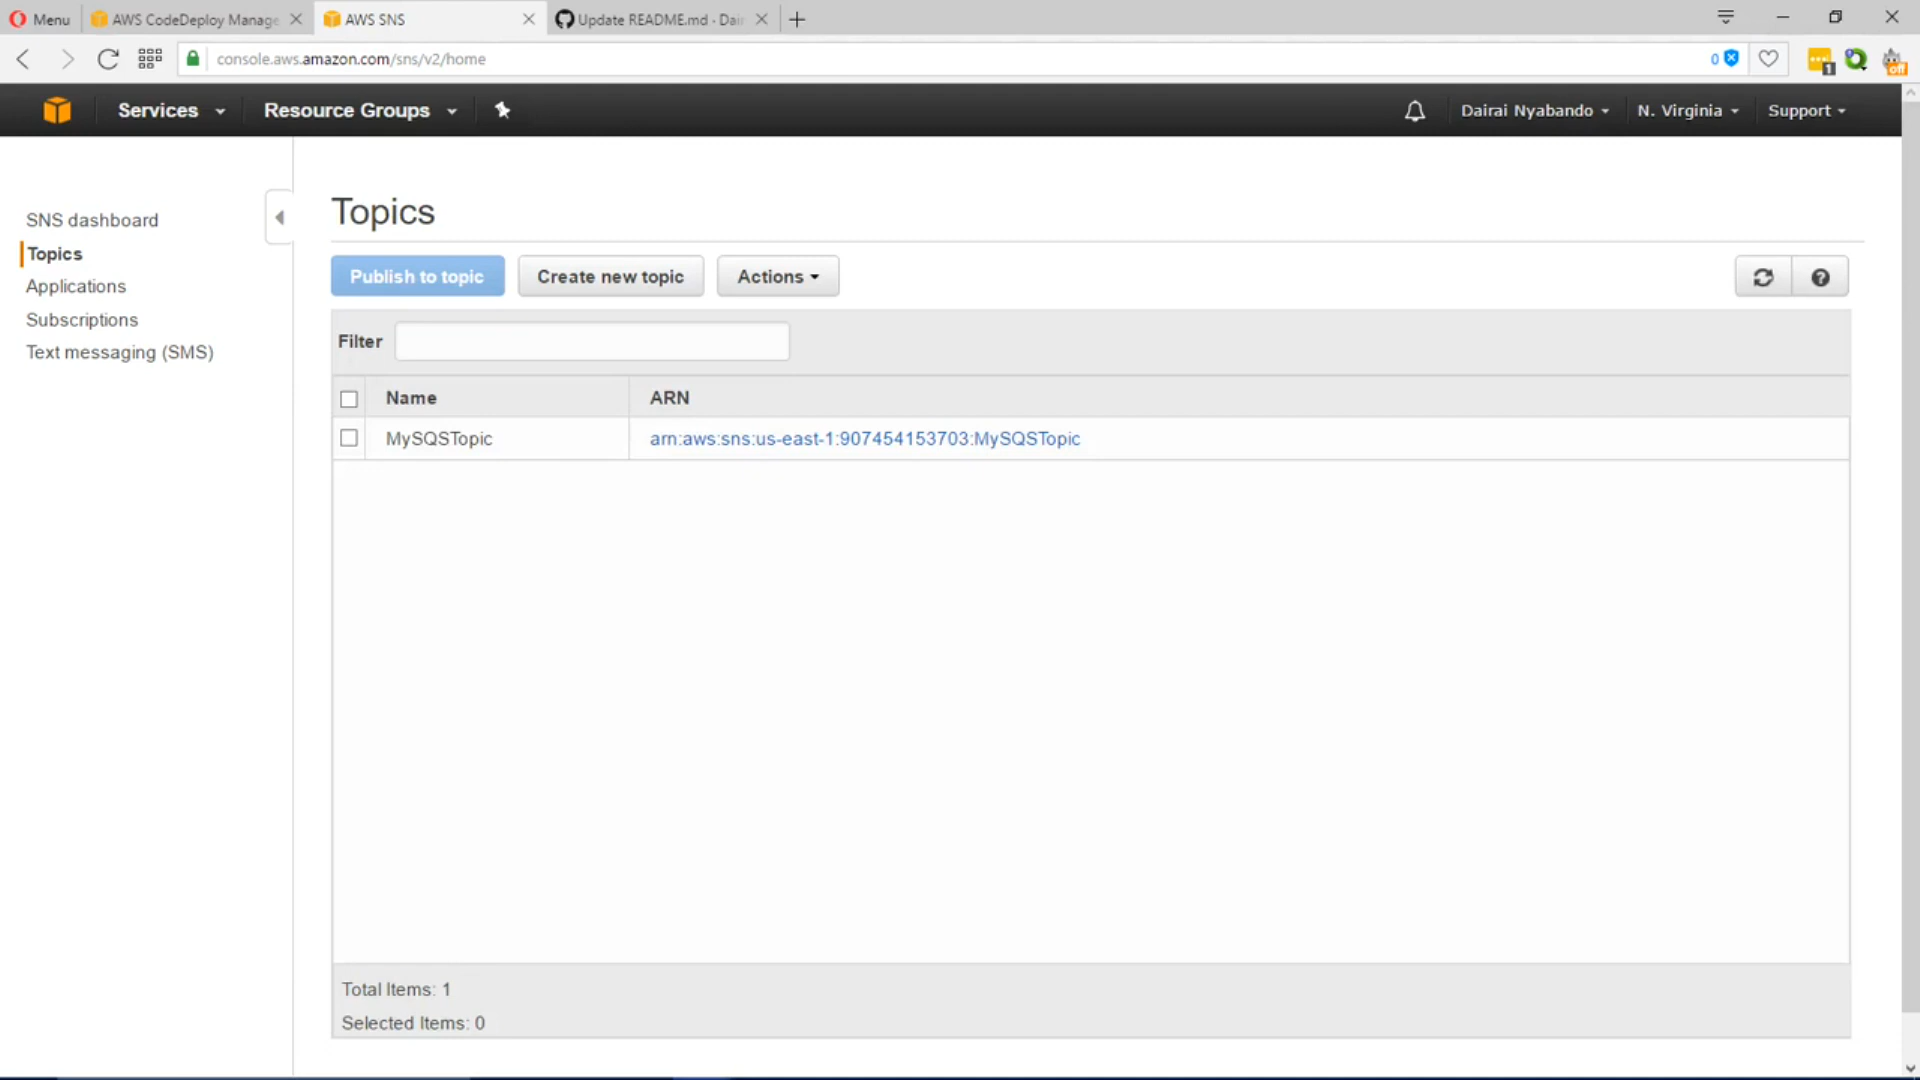 Menu
AWS CodeDeploy Manage
AWS SNS
Update README.md · Dai
console.aws.amazon.com/sns/v2/home
0
1
off
Services
Resource Groups
Dairai Nyabando
N. Virginia
Support
SNS dashboard
Topics
Applications
Subscriptions
Text messaging (SMS)
Topics
Publish to topic
Create new topic
Actions
Filter
Name
ARN
MySQSTopic
arn:aws:sns:us-east-1:907454153703:MySQSTopic
Total Items: 1
Selected Items: 0